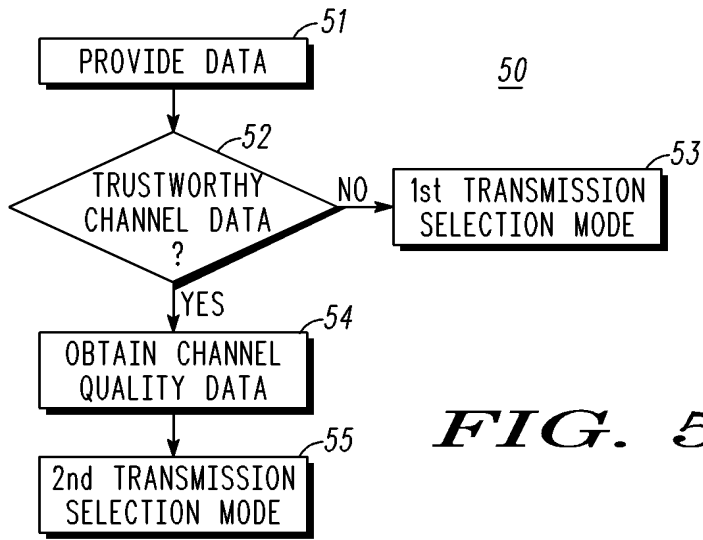 51
PROVIDE DATA
50
52
TRUSTWORTHY
CHANNEL DATA
?
NO
53
1st TRANSMISSION
SELECTION MODE
YES
54
OBTAIN CHANNEL
QUALITY DATA
55
2nd TRANSMISSION
SELECTION MODE
FIG. 5